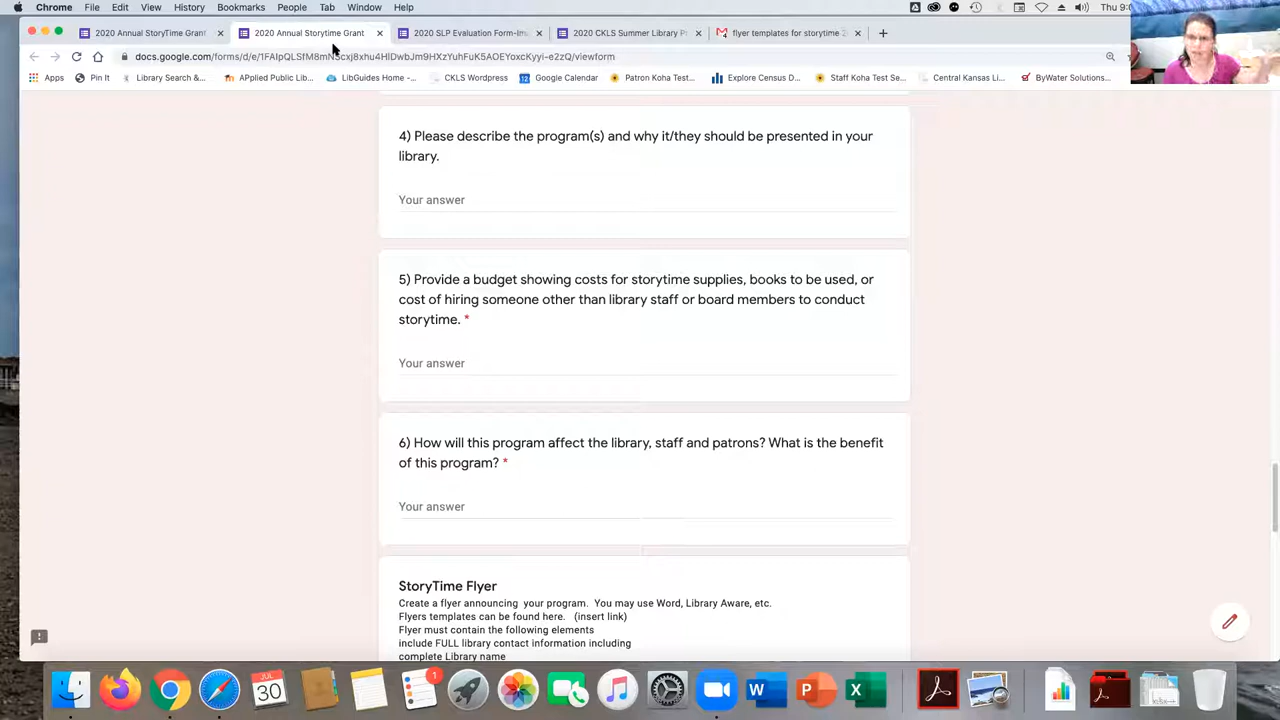 Chrome File Edit View History Bookmarks People Tab Window Help
2020 Annual StoryTime Grant 2020 Annual Storytime Grant 2020 SLP Evaluation Form-Im 2020 CKLS Summer Library P flyer templates for storytime 2
Apps Pin It Library Search &... APplied Public Lib... LibGuides Home -... CKLS Wordpress Google Calendar Patron Koha Test... Explore Census D... Staff Koha Test Se... Central Kansas Li... ByWater Solutions...
4) Please describe the program(s) and why it/they should be presented in your
library.
Your answer
5) Provide a budget showing costs for storytime supplies, books to be used, or
cost of hiring someone other than library staff or board members to conduct
storytime. *
Your answer
6) How will this program affect the library, staff and patrons? What is the benefit
of this program? *
Your answer
StoryTime Flyer
Create a flyer announcing your program. You may use Word, Library Aware, etc.
Flyers templates can be found here. (insert link)
Flyer must contain the following elements
include FULL library contact information including
complete Library name
JUL
30
1
W P X